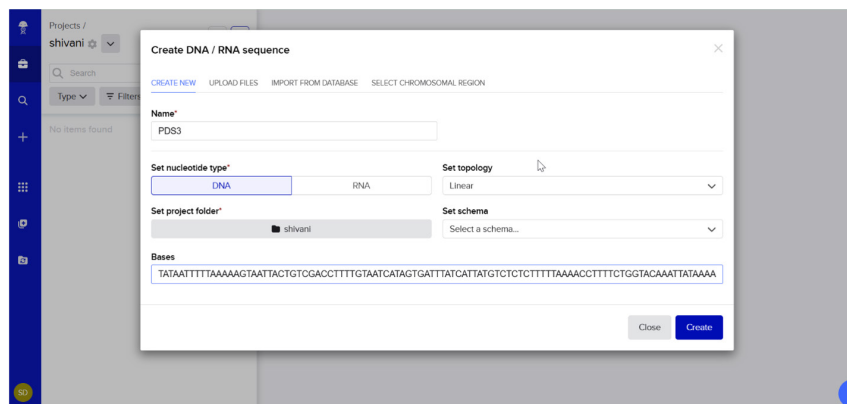 Projects /
shivani
Search
Type
Filters
No items found
SD
Create DNA / RNA sequence
CREATE NEW UPLOAD FILES IMPORT FROM DATABASE SELECT CHROMOSOMAL REGION
Name*
PDS3
Set nucleotide type* Set topology
DNA RNA Linear
Set project folder* Set schema
shivani Select a schema...
Bases
TATAATTTTTAAAAAGTAATTACTGTCGACCTTTTGTAATCATAGTGATTTATCATTATGTCTCTCTTTTTAAAACCTTTTCTGGTACAAATTATAAAA
Close Create